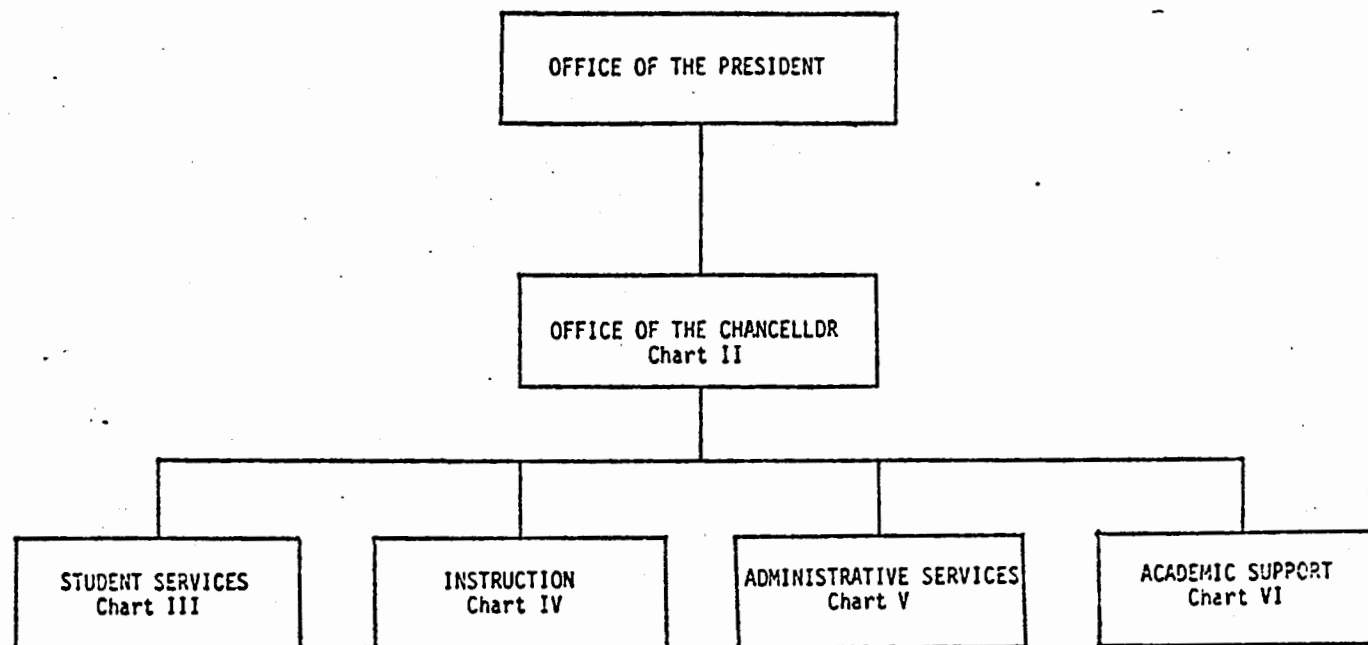 OFFICE OF THE PRESIDENT
OFFICE OF THE CHANCELLDR
Chart II
STUDENT SERVICES
Chart III
INSTRUCTION
Chart IV
ADMINISTRATIVE SERVICES
Chart V
ACADEMIC SUPPORT
Chart VI